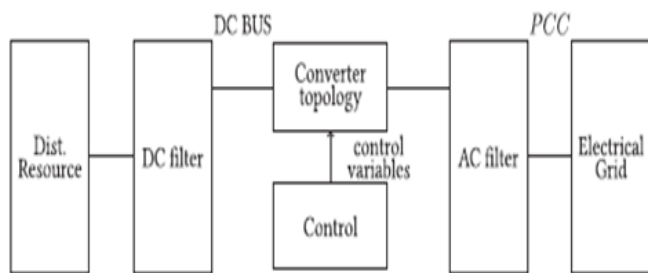 DC BUS
PCC
Dist.
Resource
DC filter
Converter
topology
control
variables
Control
AC filter
Electrical
Grid